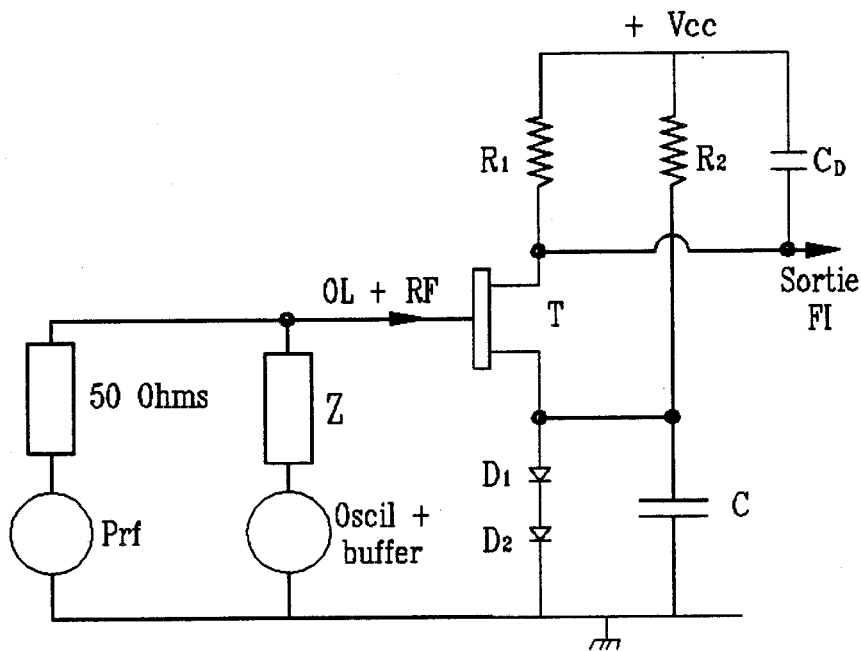 + Vcc
R1
R2
CD
OL + RF
T
Sortie
FI
50 Ohms
Z
D1
Prf
Oscil +
buffer
D2
C